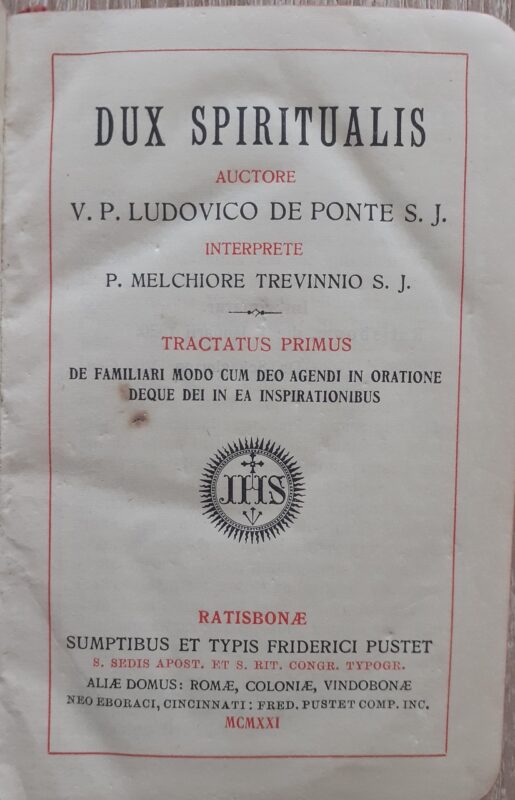 DUX SPIRITUALIS
AUCTORE
V. P. LUDOVICO DE PONTE S. J.
INTERPRETE
P. MELCHIORE TREVINNIO S. J.
TRACTATUS PRIMUS
DE FAMILIARI MODO CUM DEO AGENDI IN ORATIONE
DEQUE DEI IN EA INSPIRATIONIBUS
IHS
RATISBONÆ
SUMPTIBUS ET TYPIS FRIDERICI PUSTET
S. SEDIS APOST. ET S. RIT. CONGR. TYPOGR.
ALIÆ DOMUS: ROMÆ, COLONIÆ, VINDOBONÆ
NEO EBORACI, CINCINNATI: FRED. PUSTET COMP. INC.
MCMXXI